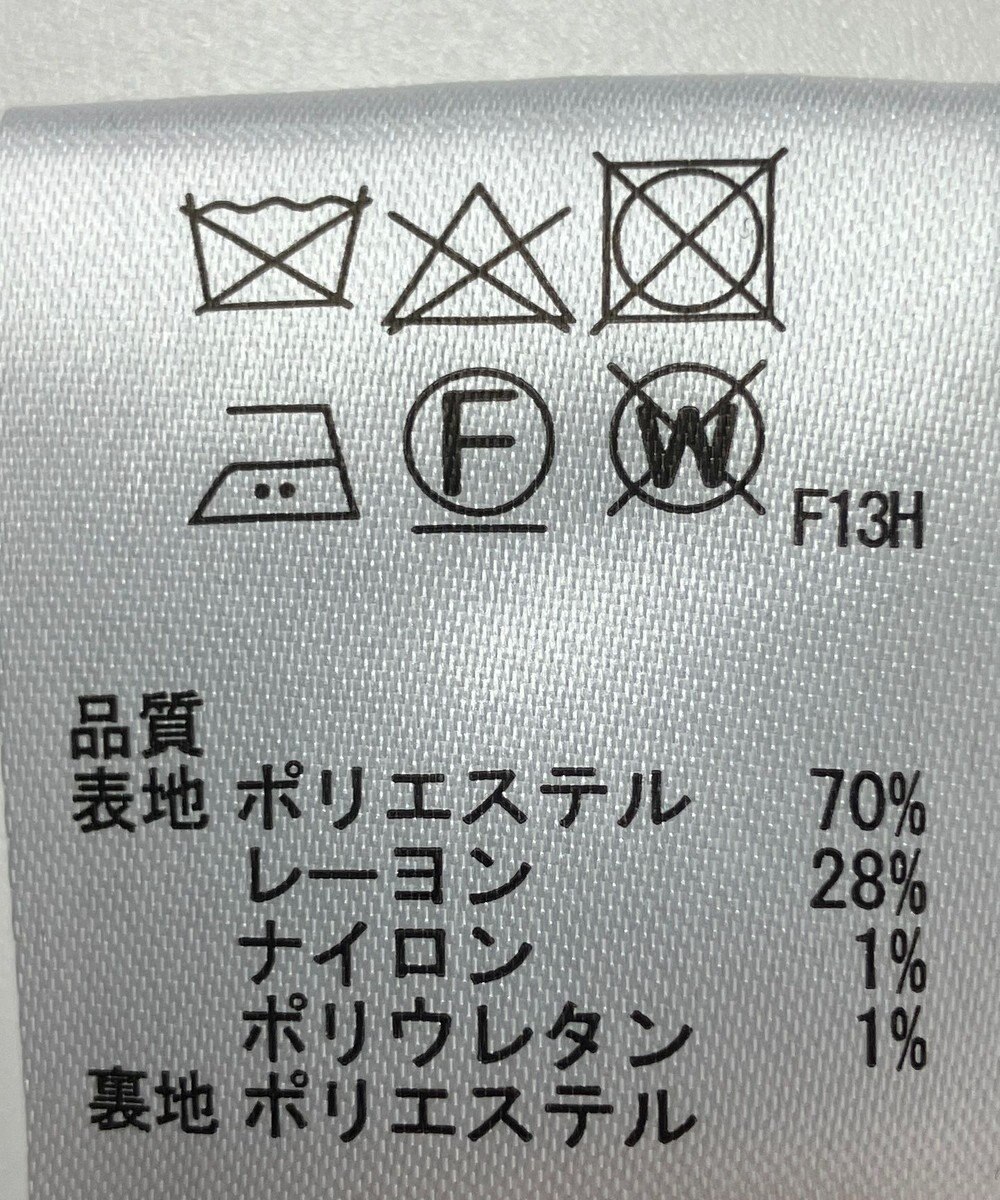 F W F13H
品質
表地 ポリエステル 70%
レーヨン 28%
ナイロン 1%
ポリウレタン 1%
裏地 ポリエステル